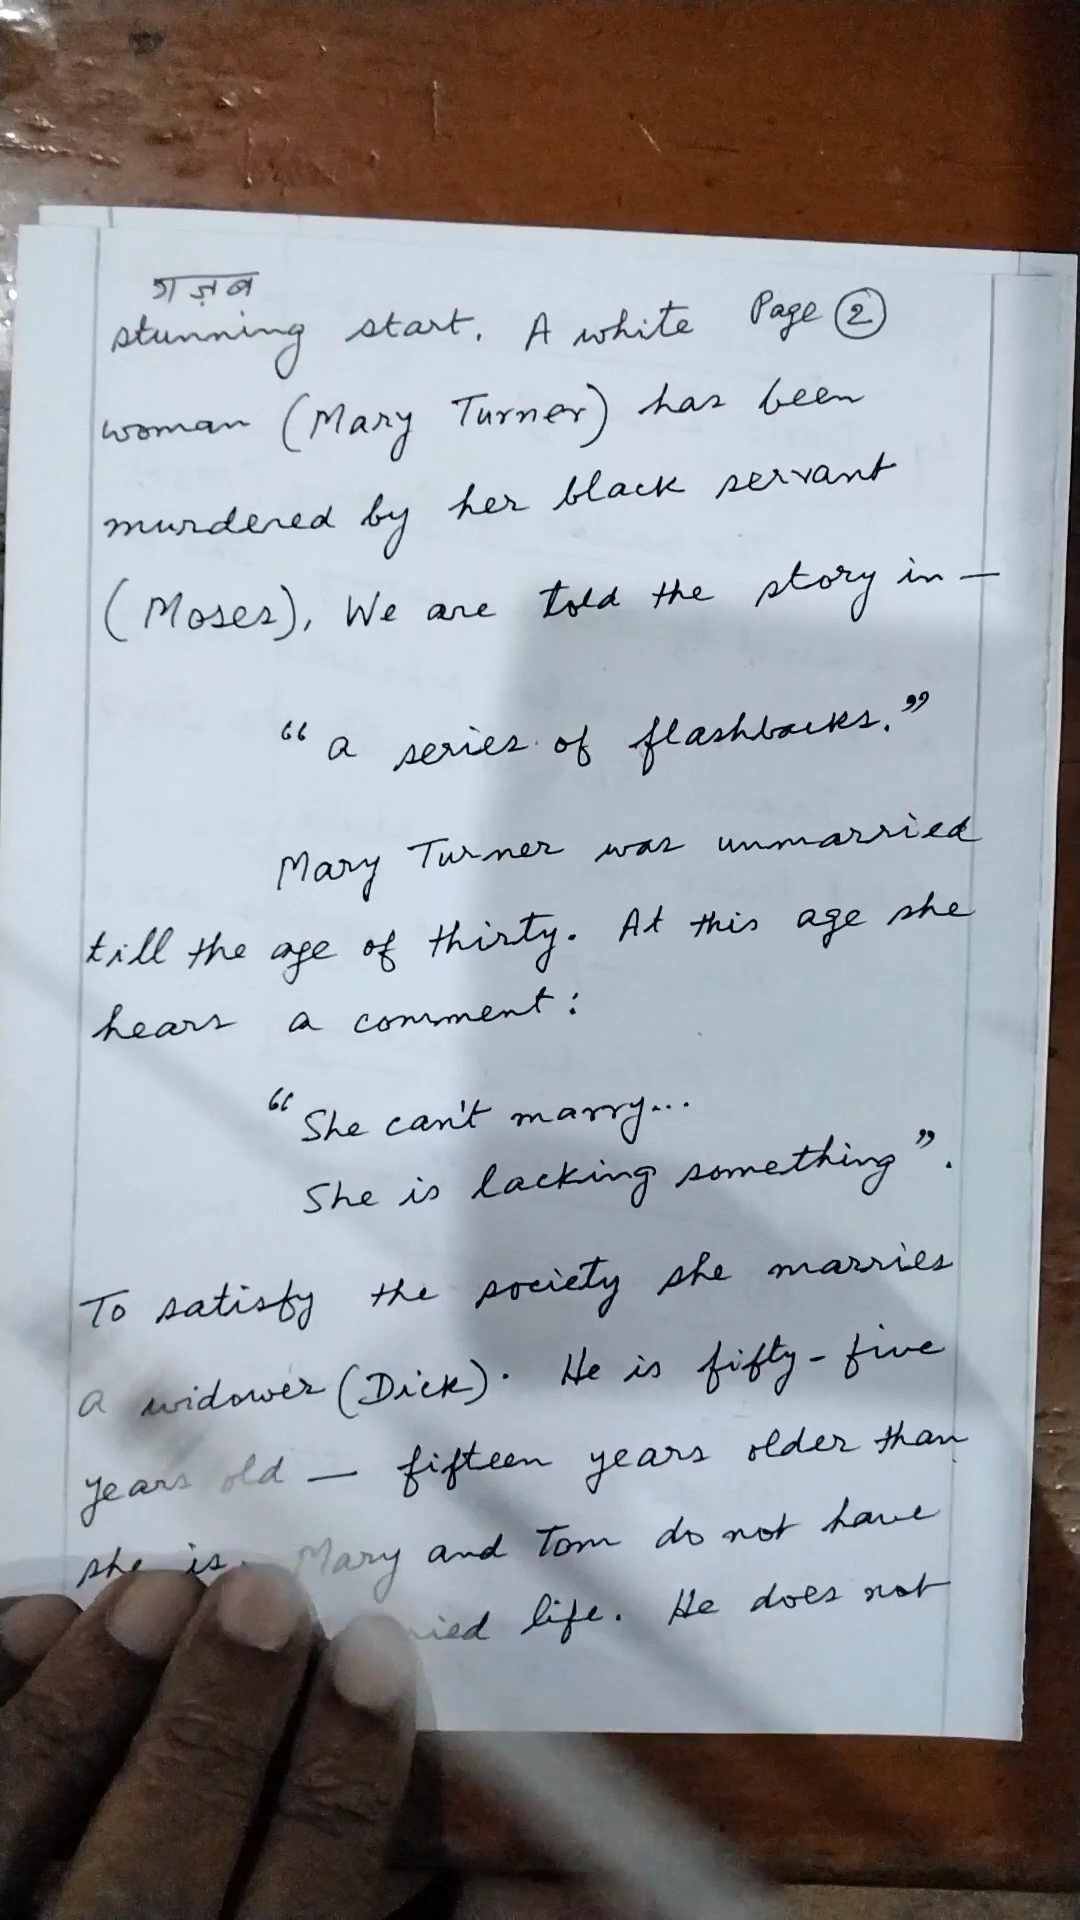 गज़ब
stunning start. A white Page 2
woman (Mary Turner) has been
murdered by her black servant
(Moses). We are told the story in —
“a series of flashbacks.”
Mary Turner was unmarried
till the age of thirty. At this age she
hears a comment:
“She can't marry...
She is lacking something”.
To satisfy the society she marries
a widower (Dick). He is fifty-five
years old — fifteen years older than
she is. Mary and Tom do not have
life. He does not